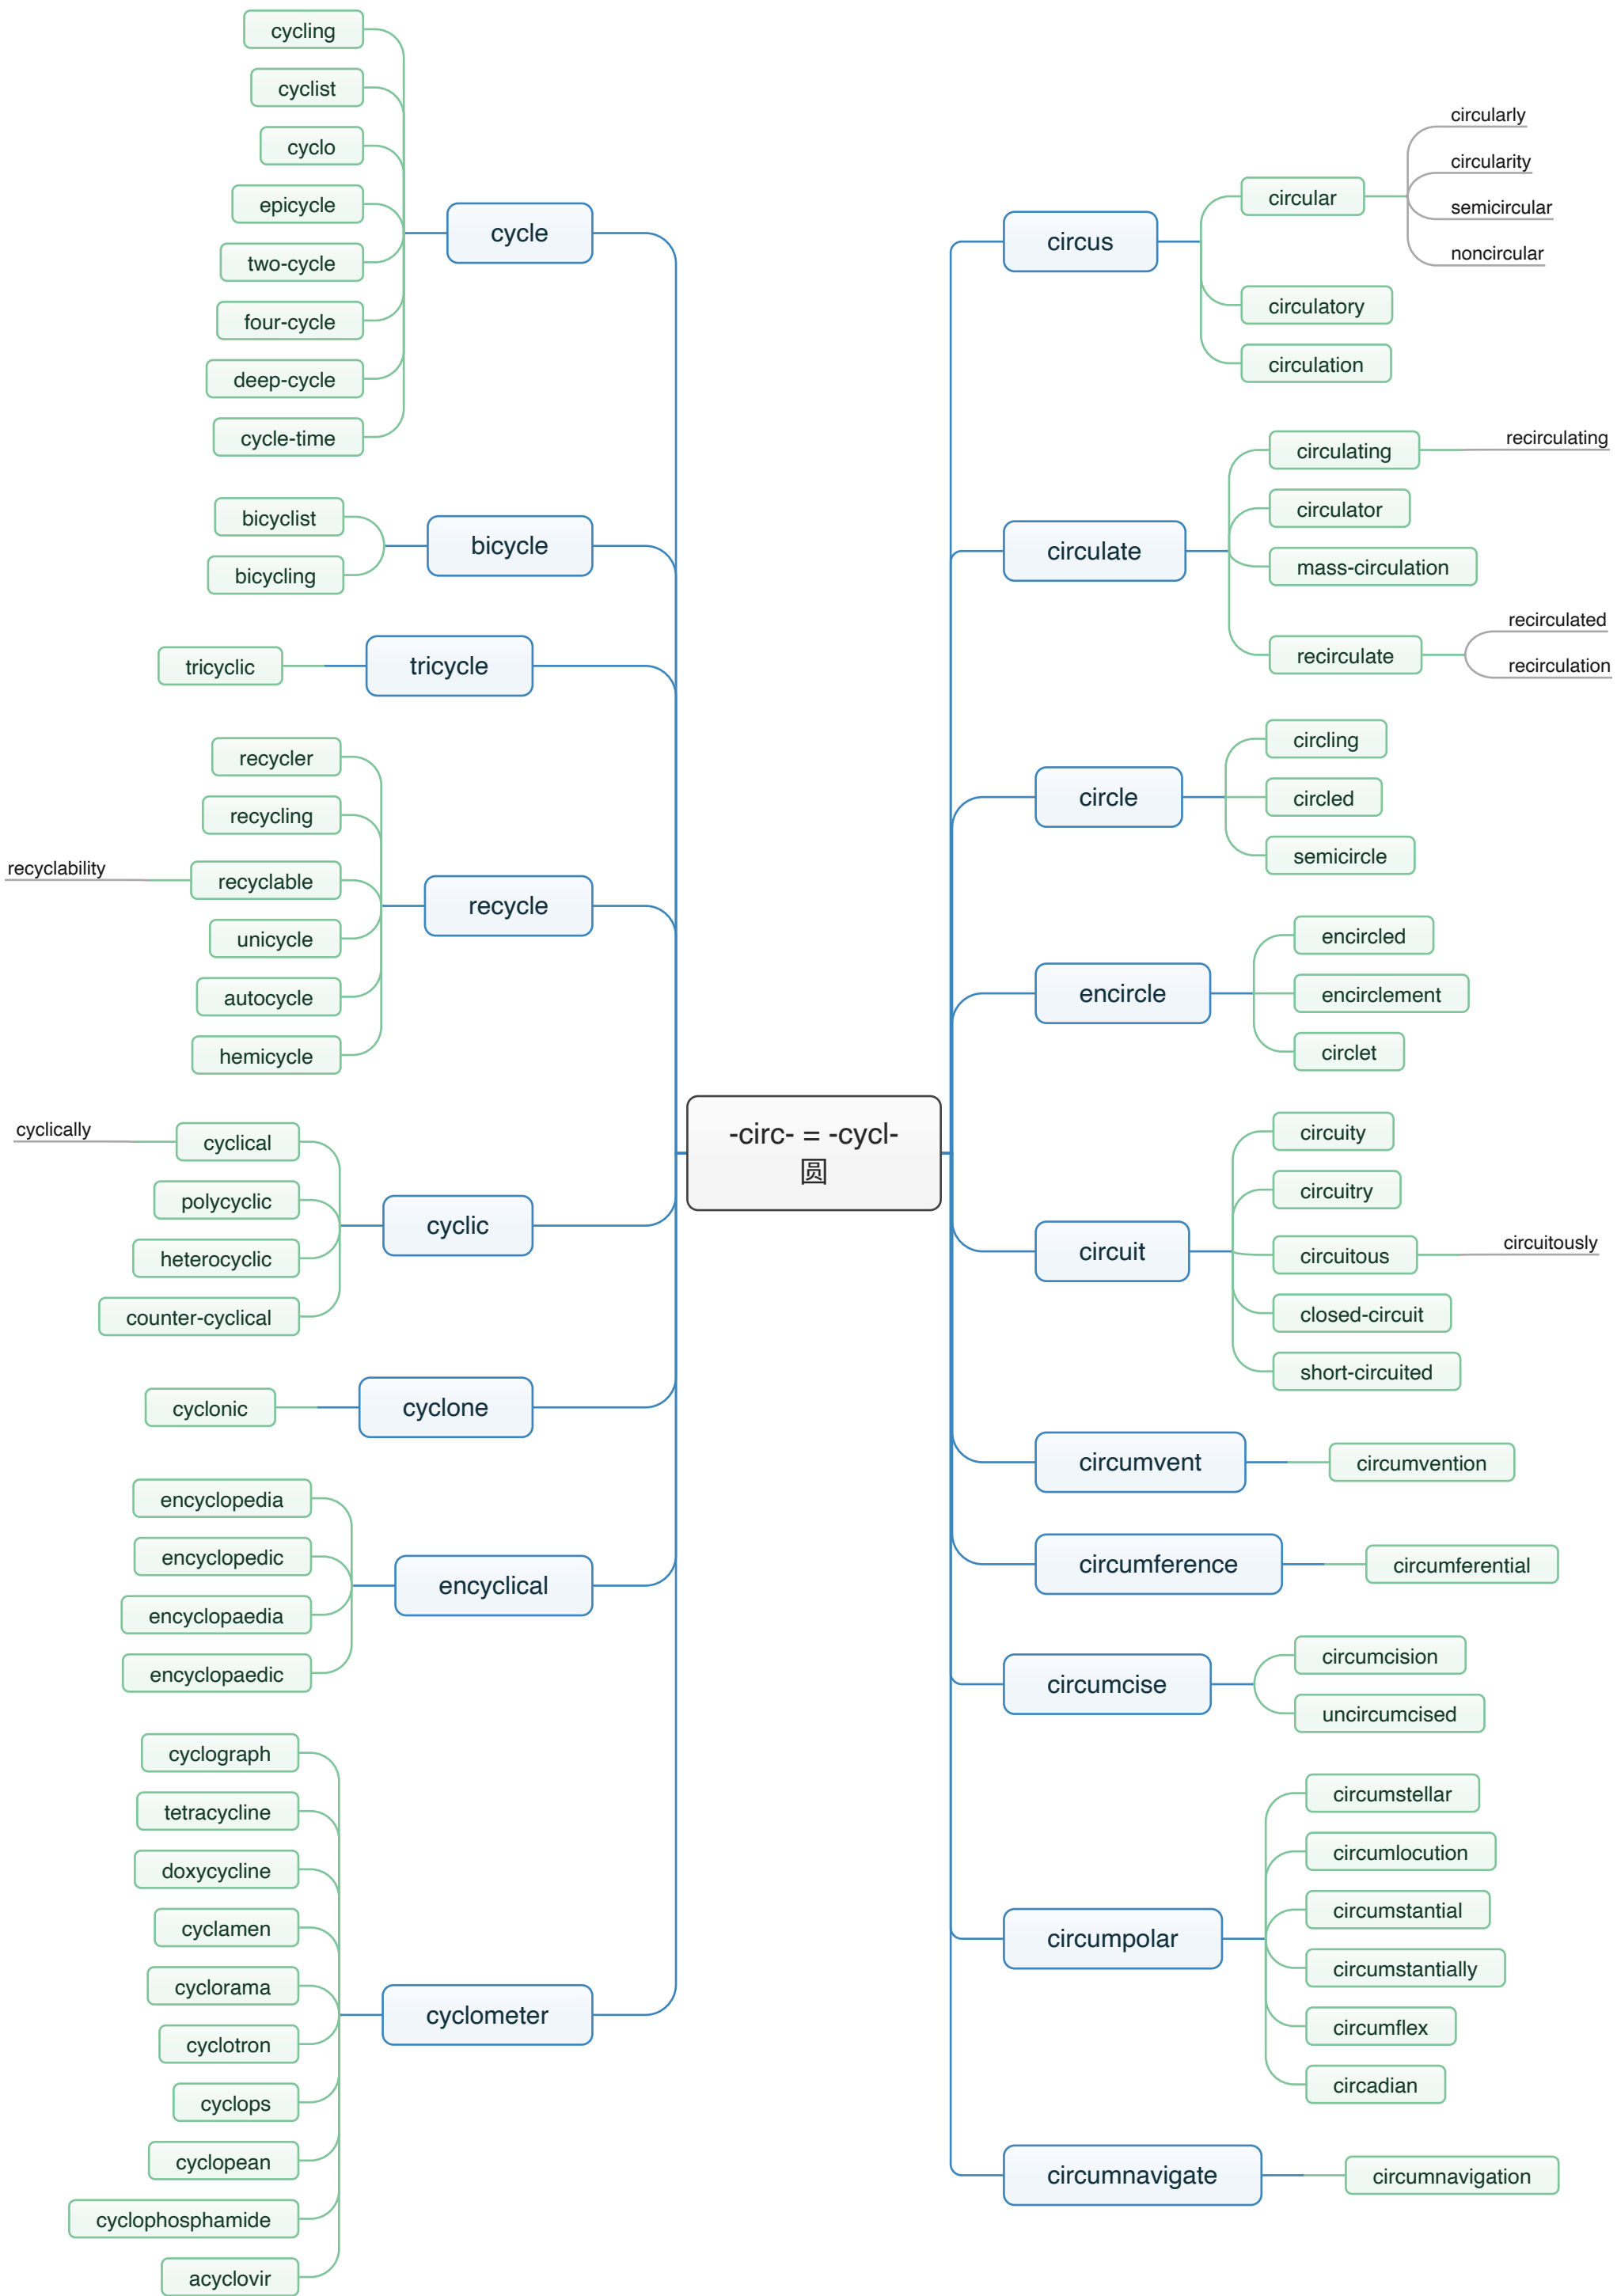 cycling
cyclist
cyclo
epicycle
two-cycle
four-cycle
deep-cycle
cycle-time
cycle
bicyclist
bicycling
bicycle
tricyclic
tricycle
recycler
recycling
recyclability
recyclable
unicycle
autocycle
hemicycle
recycle
cyclically
cyclical
polycyclic
heterocyclic
counter-cyclical
cyclic
cyclonic
cyclone
encyclopedia
encyclopedic
encyclopaedia
encyclopaedic
encyclical
cyclograph
tetracycline
doxycycline
cyclamen
cyclorama
cyclotron
cyclops
cyclopean
cyclophosphamide
acyclovir
cyclometer
-circ- = -cycl-
圆
circus
circular
circularly
circularity
semicircular
noncircular
circulatory
circulation
circulate
circulating
recirculating
circulator
mass-circulation
recirculate
recirculated
recirculation
circle
circling
circled
semicircle
encircle
encircled
encirclement
circlet
circuit
circuity
circuitry
circuitous
circuitously
closed-circuit
short-circuited
circumvent
circumvention
circumference
circumferential
circumcise
circumcision
uncircumcised
circumpolar
circumstellar
circumlocution
circumstantial
circumstantially
circumflex
circadian
circumnavigate
circumnavigation